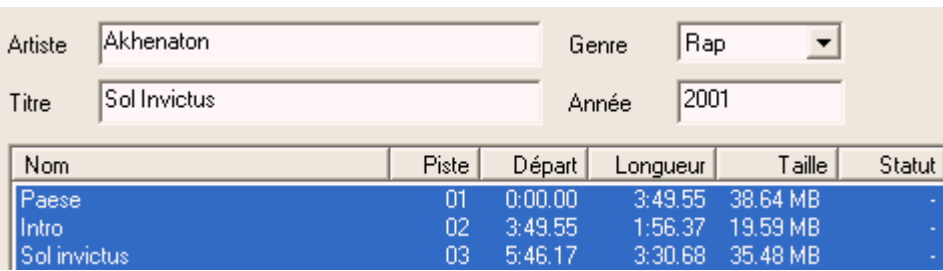 Artiste Akhenaton Genre Rap
Titre Sol Invictus Année 2001
Nom Piste Départ Longueur Taille Statut
Paese 01 0:00.00 3:49.55 38.64 MB -
Intro 02 3:49.55 1:56.37 19.59 MB -
Sol invictus 03 5:46.17 3:30.68 35.48 MB -